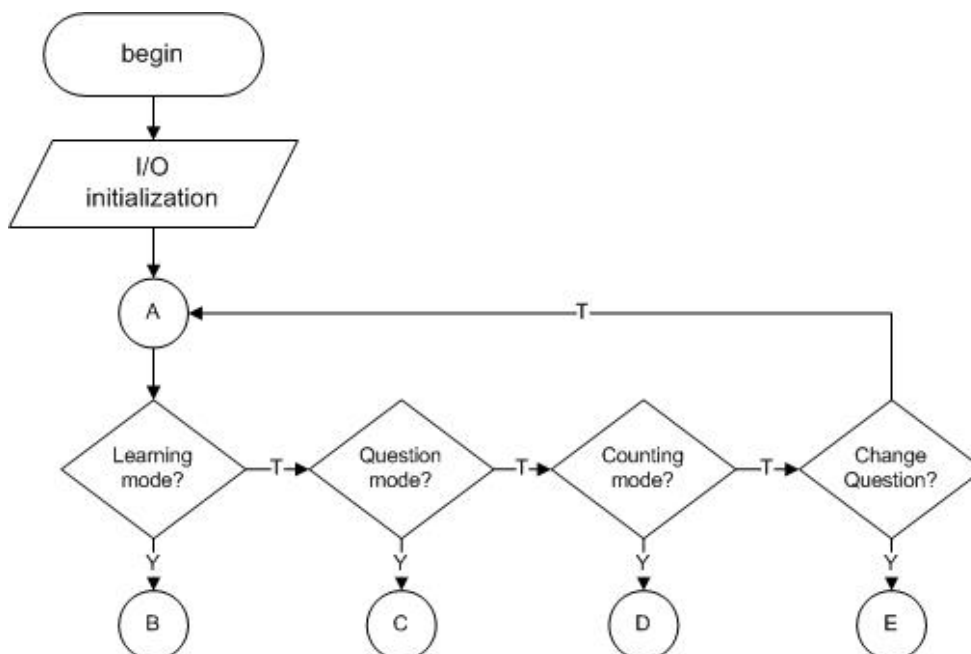 begin
I/O
initialization
A
T
Learning
mode?
T
Question
mode?
T
Counting
mode?
T
Change
Question?
Y
Y
Y
Y
B
C
D
E